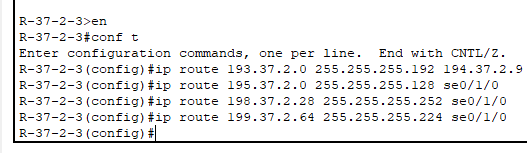 R-37-2-3>en
R-37-2-3#conf t
Enter configuration commands, one per line.  End with CNTL/Z.
R-37-2-3(config)#ip route 193.37.2.0 255.255.255.192 194.37.2.9
R-37-2-3(config)#ip route 195.37.2.0 255.255.255.128 se0/1/0
R-37-2-3(config)#ip route 198.37.2.28 255.255.255.252 se0/1/0
R-37-2-3(config)#ip route 199.37.2.64 255.255.255.224 se0/1/0
R-37-2-3(config)#